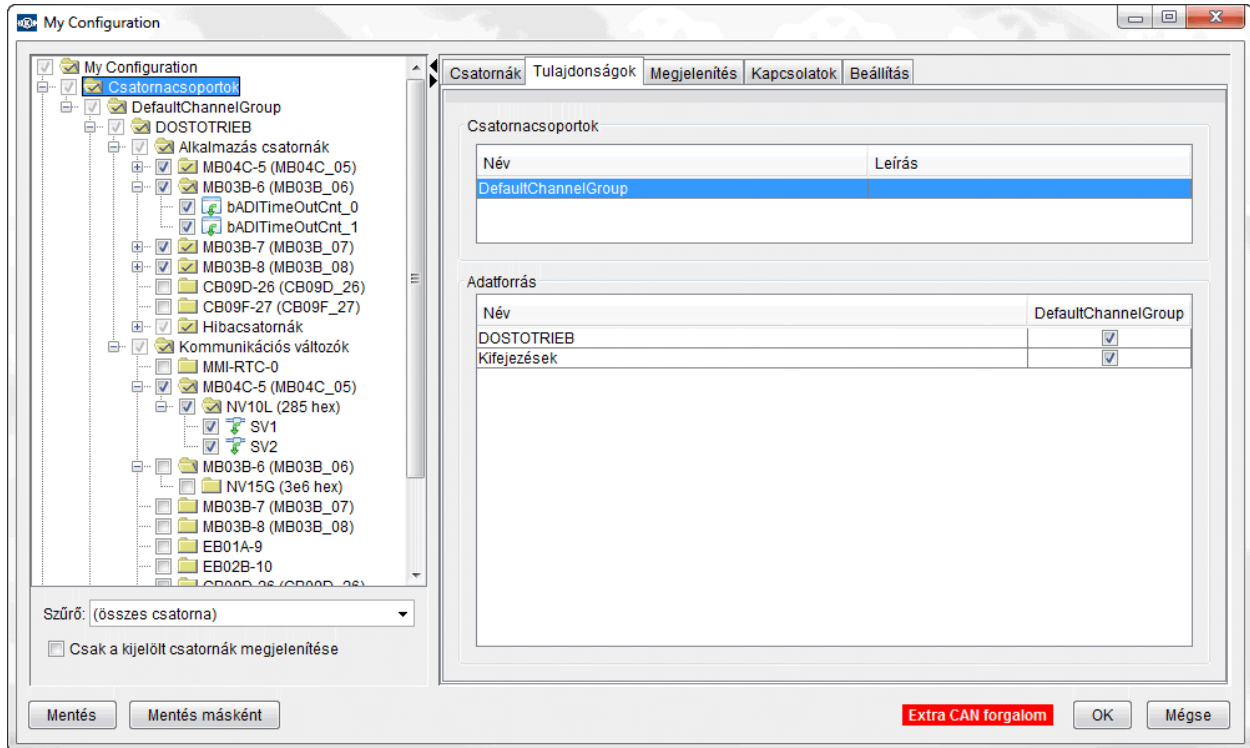 My Configuration
My Configuration
Csatornacsoportok
DefaultChannelGroup
DOSTOTRIEB
Alkalmazás csatornák
MB04C-5 (MB04C_05)
MB03B-6 (MB03B_06)
bADITimeOutCnt_0
bADITimeOutCnt_1
MB03B-7 (MB03B_07)
MB03B-8 (MB03B_08)
CB09D-26 (CB09D_26)
CB09F-27 (CB09F_27)
Hibacsatornák
Kommunikációs változók
MMI-RTC-0
MB04C-5 (MB04C_05)
NV10L (285 hex)
SV1
SV2
MB03B-6 (MB03B_06)
NV15G (3e6 hex)
MB03B-7 (MB03B_07)
MB03B-8 (MB03B_08)
EB01A-9
EB02B-10
CB09D-26 (CB09D_26)
Szűrő: (összes csatorna)
Csak a kijelölt csatornák megjelenítése
Csatornák Tulajdonságok Megjelenítés Kapcsolatok Beállítás
Csatornacsoportok
Név Leírás
DefaultChannelGroup
Adatforrás
Név DefaultChannelGroup
DOSTOTRIEB
Kifejezések
Mentés Mentés másként Extra CAN forgalom OK Mégse